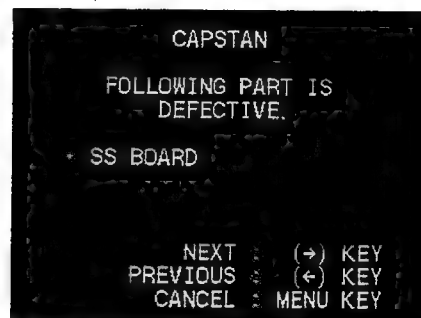 CAPSTAN
FOLLOWING PART IS
DEFECTIVE.
* SS BOARD
NEXT : (→) KEY
PREVIOUS : (←) KEY
CANCEL : MENU KEY